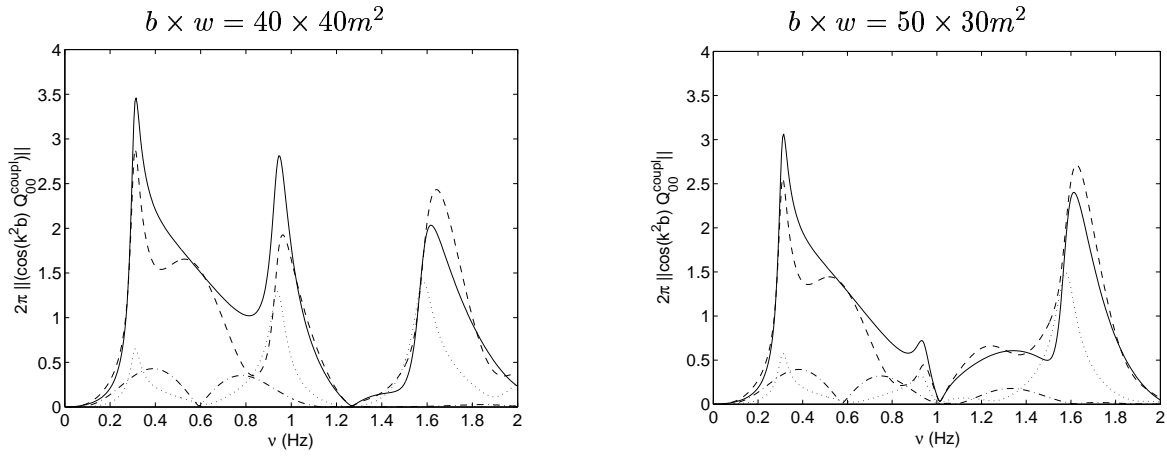 b × w = 40 × 40m²
4
3.5
3
2.5
2
1.5
1
0.5
0
0 0.2 0.4 0.6 0.8 1 1.2 1.4 1.6 1.8 2
ν (Hz)
2π ||(cos(k²b) Q₀₀^coupl)||
b × w = 50 × 30m²
4
3.5
3
2.5
2
1.5
1
0.5
0
0 0.2 0.4 0.6 0.8 1 1.2 1.4 1.6 1.8 2
ν (Hz)
2π ||cos(k²b) Q₀₀^coupl||